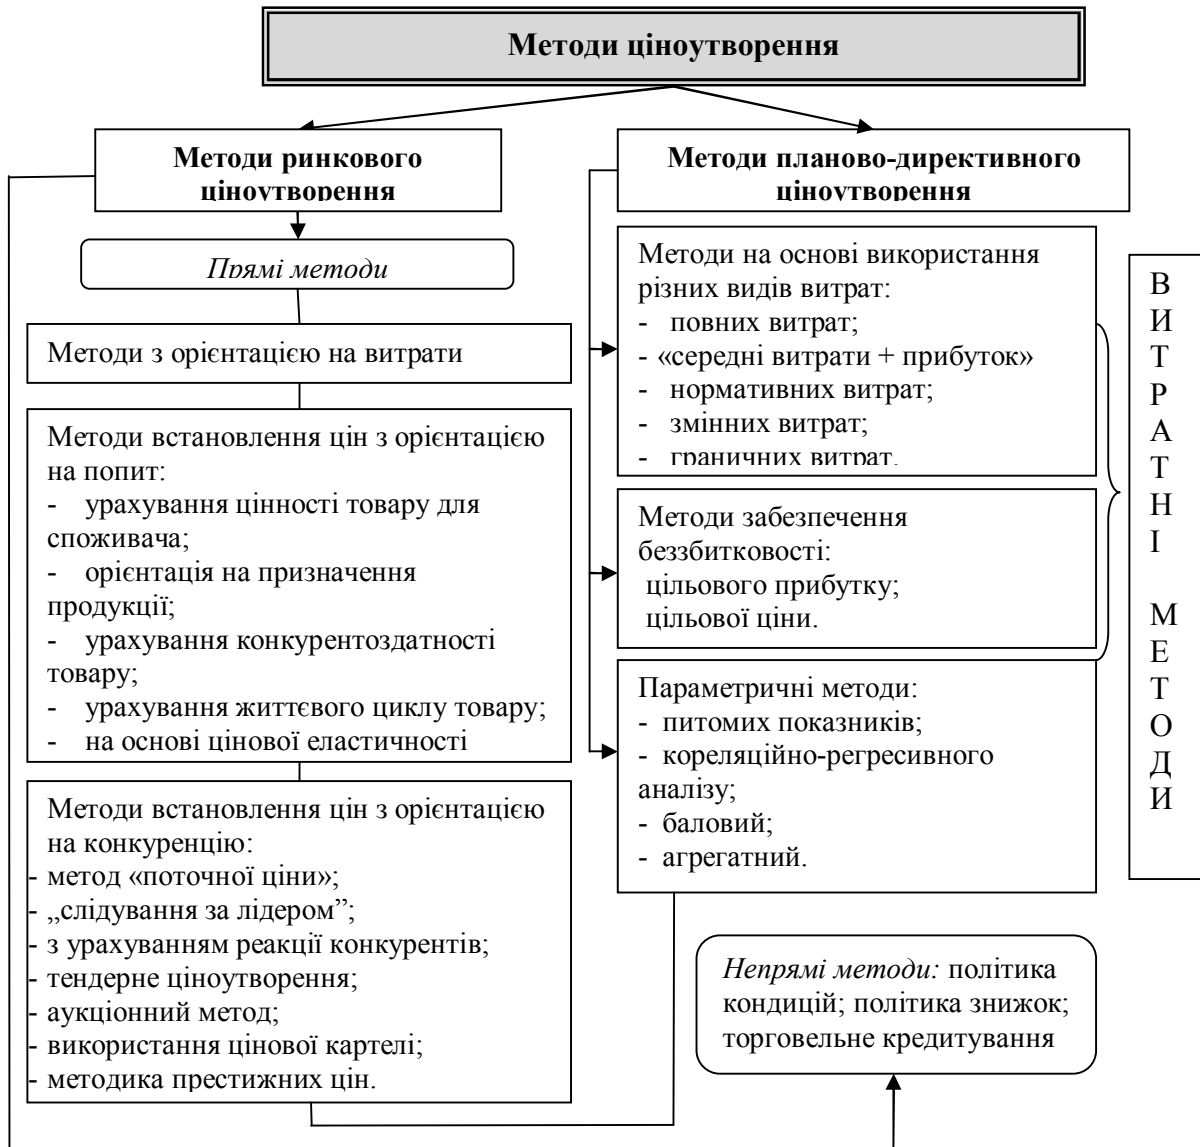 Методи ціноутворення
Методи ринкового
ціноутворення
Прямі методи
Методи з орієнтацією на витрати
Методи встановлення цін з орієнтацією
на попит:
- урахування цінності товару для
споживача;
- орієнтація на призначення
продукції;
- урахування конкурентоздатності
товару;
- урахування життєвого циклу товару;
- на основі цінової еластичності
Методи встановлення цін з орієнтацією
на конкуренцію:
- метод «поточної ціни»;
- „слідування за лідером”;
- з урахуванням реакції конкурентів;
- тендерне ціноутворення;
- аукціонний метод;
- використання цінової картелі;
- методика престижних цін.
Методи планово-директивного
ціноутворення
Методи на основі використання
різних видів витрат:
- повних витрат;
- «середні витрати + прибуток»
- нормативних витрат;
- змінних витрат;
- граничних витрат.
Методи забезпечення
беззбитковості:
цільового прибутку;
цільової ціни.
Параметричні методи:
- питомих показників;
- кореляційно-регресивного
аналізу;
- баловий;
- агрегатний.
Непрямі методи: політика
кондицій; політика знижок;
торговельне кредитування
В
И
Т
Р
А
Т
Н
І
М
Е
Т
О
Д
И